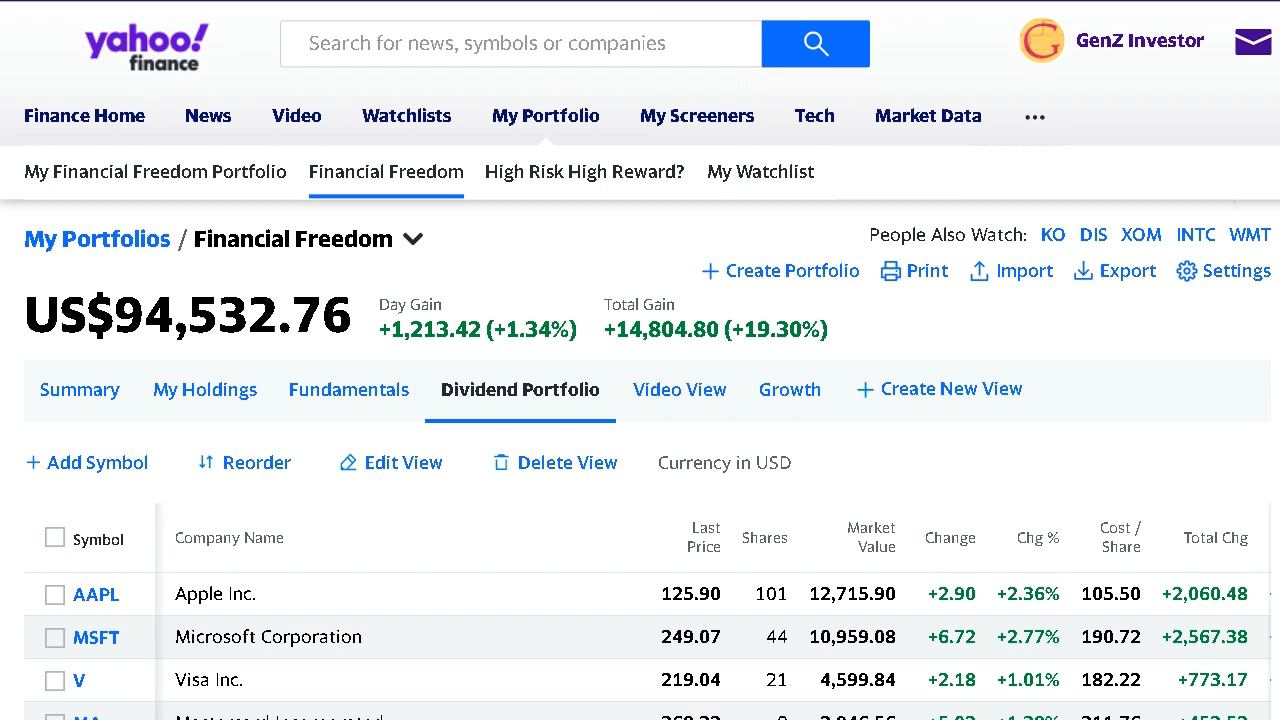 yahoo!
finance
Search for news, symbols or companies
GenZ Investor
Finance Home News Video Watchlists My Portfolio My Screeners Tech Market Data ...
My Financial Freedom Portfolio Financial Freedom High Risk High Reward? My Watchlist
My Portfolios / Financial Freedom
People Also Watch: KO DIS XOM INTC WMT
+ Create Portfolio Print Import Export Settings
US$94,532.76
Day Gain
+1,213.42 (+1.34%)
Total Gain
+14,804.80 (+19.30%)
Summary My Holdings Fundamentals Dividend Portfolio Video View Growth + Create New View
+ Add Symbol Reorder Edit View Delete View Currency in USD
Symbol Company Name Last Price Shares Market Value Change Chg % Cost / Share Total Chg
AAPL Apple Inc. 125.90 101 12,715.90 +2.90 +2.36% 105.50 +2,060.48
MSFT Microsoft Corporation 249.07 44 10,959.08 +6.72 +2.77% 190.72 +2,567.38
V Visa Inc. 219.04 21 4,599.84 +2.18 +1.01% 182.22 +773.17